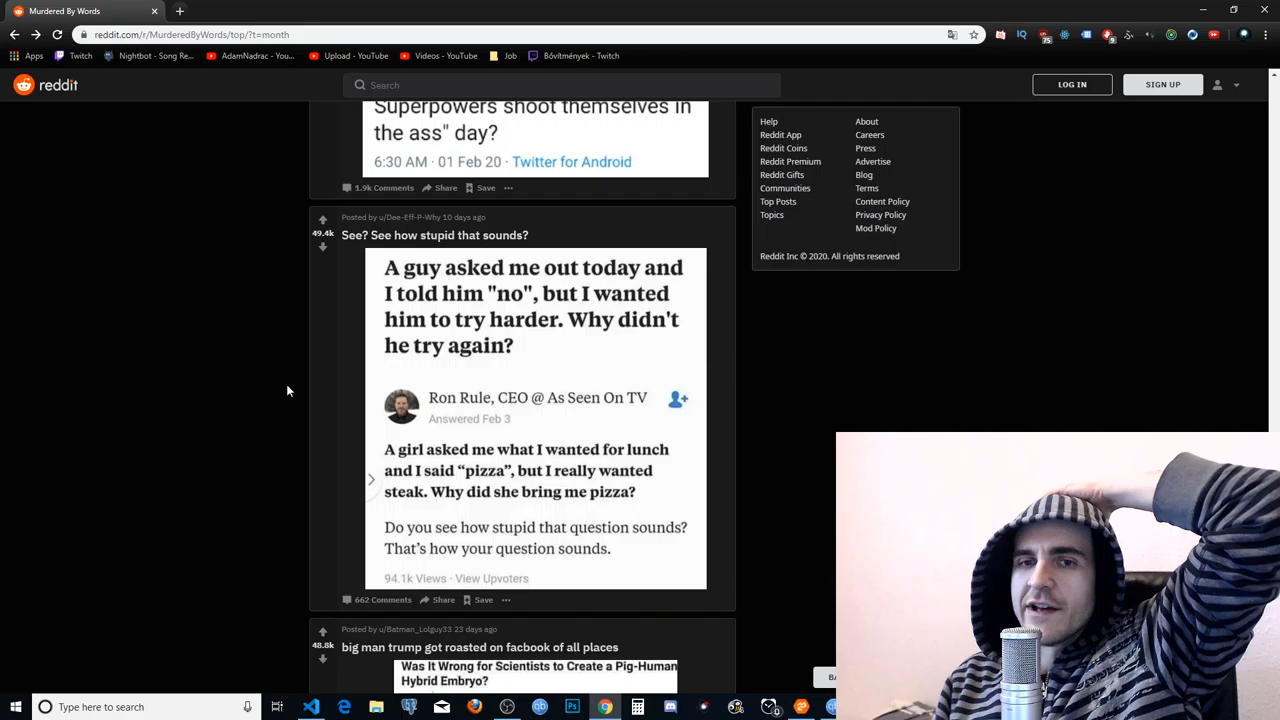 Murdered By Words
reddit.com/r/MurderedByWords/top/?t=month
Apps
Twitch
Nightbot - Song Re...
AdamNadrac - You...
Upload - YouTube
Videos - YouTube
Job
Bővítmények - Twitch
reddit
Search
LOG IN
SIGN UP
Superpowers shoot themselves in
the ass" day?
6:30 AM · 01 Feb 20 · Twitter for Android
1.9k Comments Share Save
Help
Reddit App
Reddit Coins
Reddit Premium
Reddit Gifts
Communities
Top Posts
Topics
About
Careers
Press
Advertise
Blog
Terms
Content Policy
Privacy Policy
Mod Policy
Reddit Inc © 2020. All rights reserved
Posted by u/Dee-Eff-P-Why 10 days ago
49.4k
See? See how stupid that sounds?
A guy asked me out today and
I told him "no", but I wanted
him to try harder. Why didn't
he try again?
Ron Rule, CEO @ As Seen On TV
Answered Feb 3
A girl asked me what I wanted for lunch
and I said “pizza”, but I really wanted
steak. Why did she bring me pizza?
Do you see how stupid that question sounds?
That’s how your question sounds.
94.1k Views · View Upvoters
662 Comments Share Save
Posted by u/Batman_Lolguy33 23 days ago
48.8k
big man trump got roasted on facbook of all places
Was It Wrong for Scientists to Create a Pig-Human
Hybrid Embryo?
Type here to search